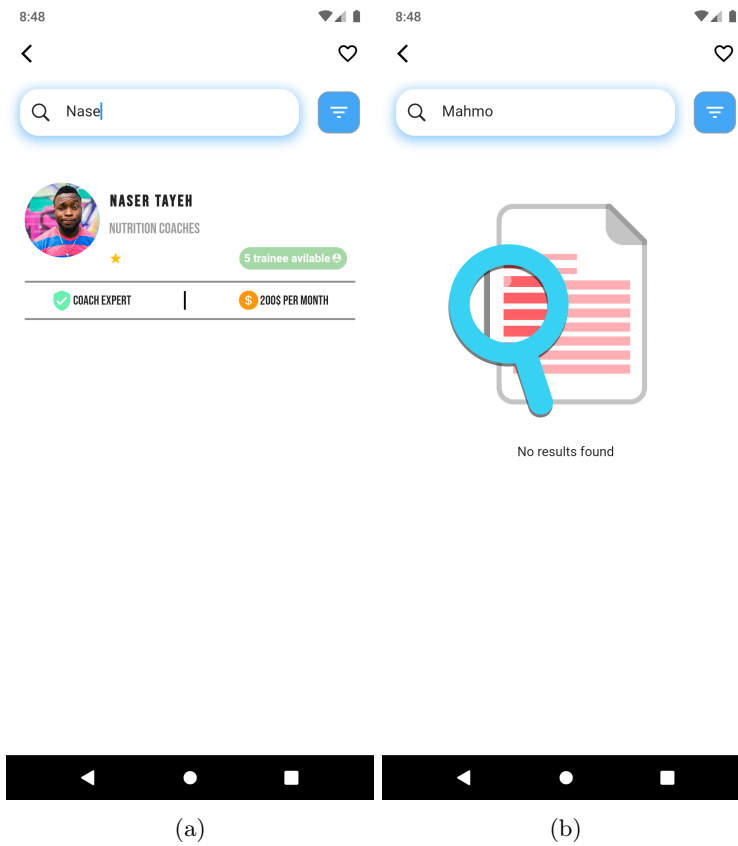 8:48
Nase
NASER TAYEH
NUTRITION COACHES
5 trainee avilable
COACH EXPERT
$ 200$ PER MONTH
(a)
8:48
Mahmo
No results found
(b)